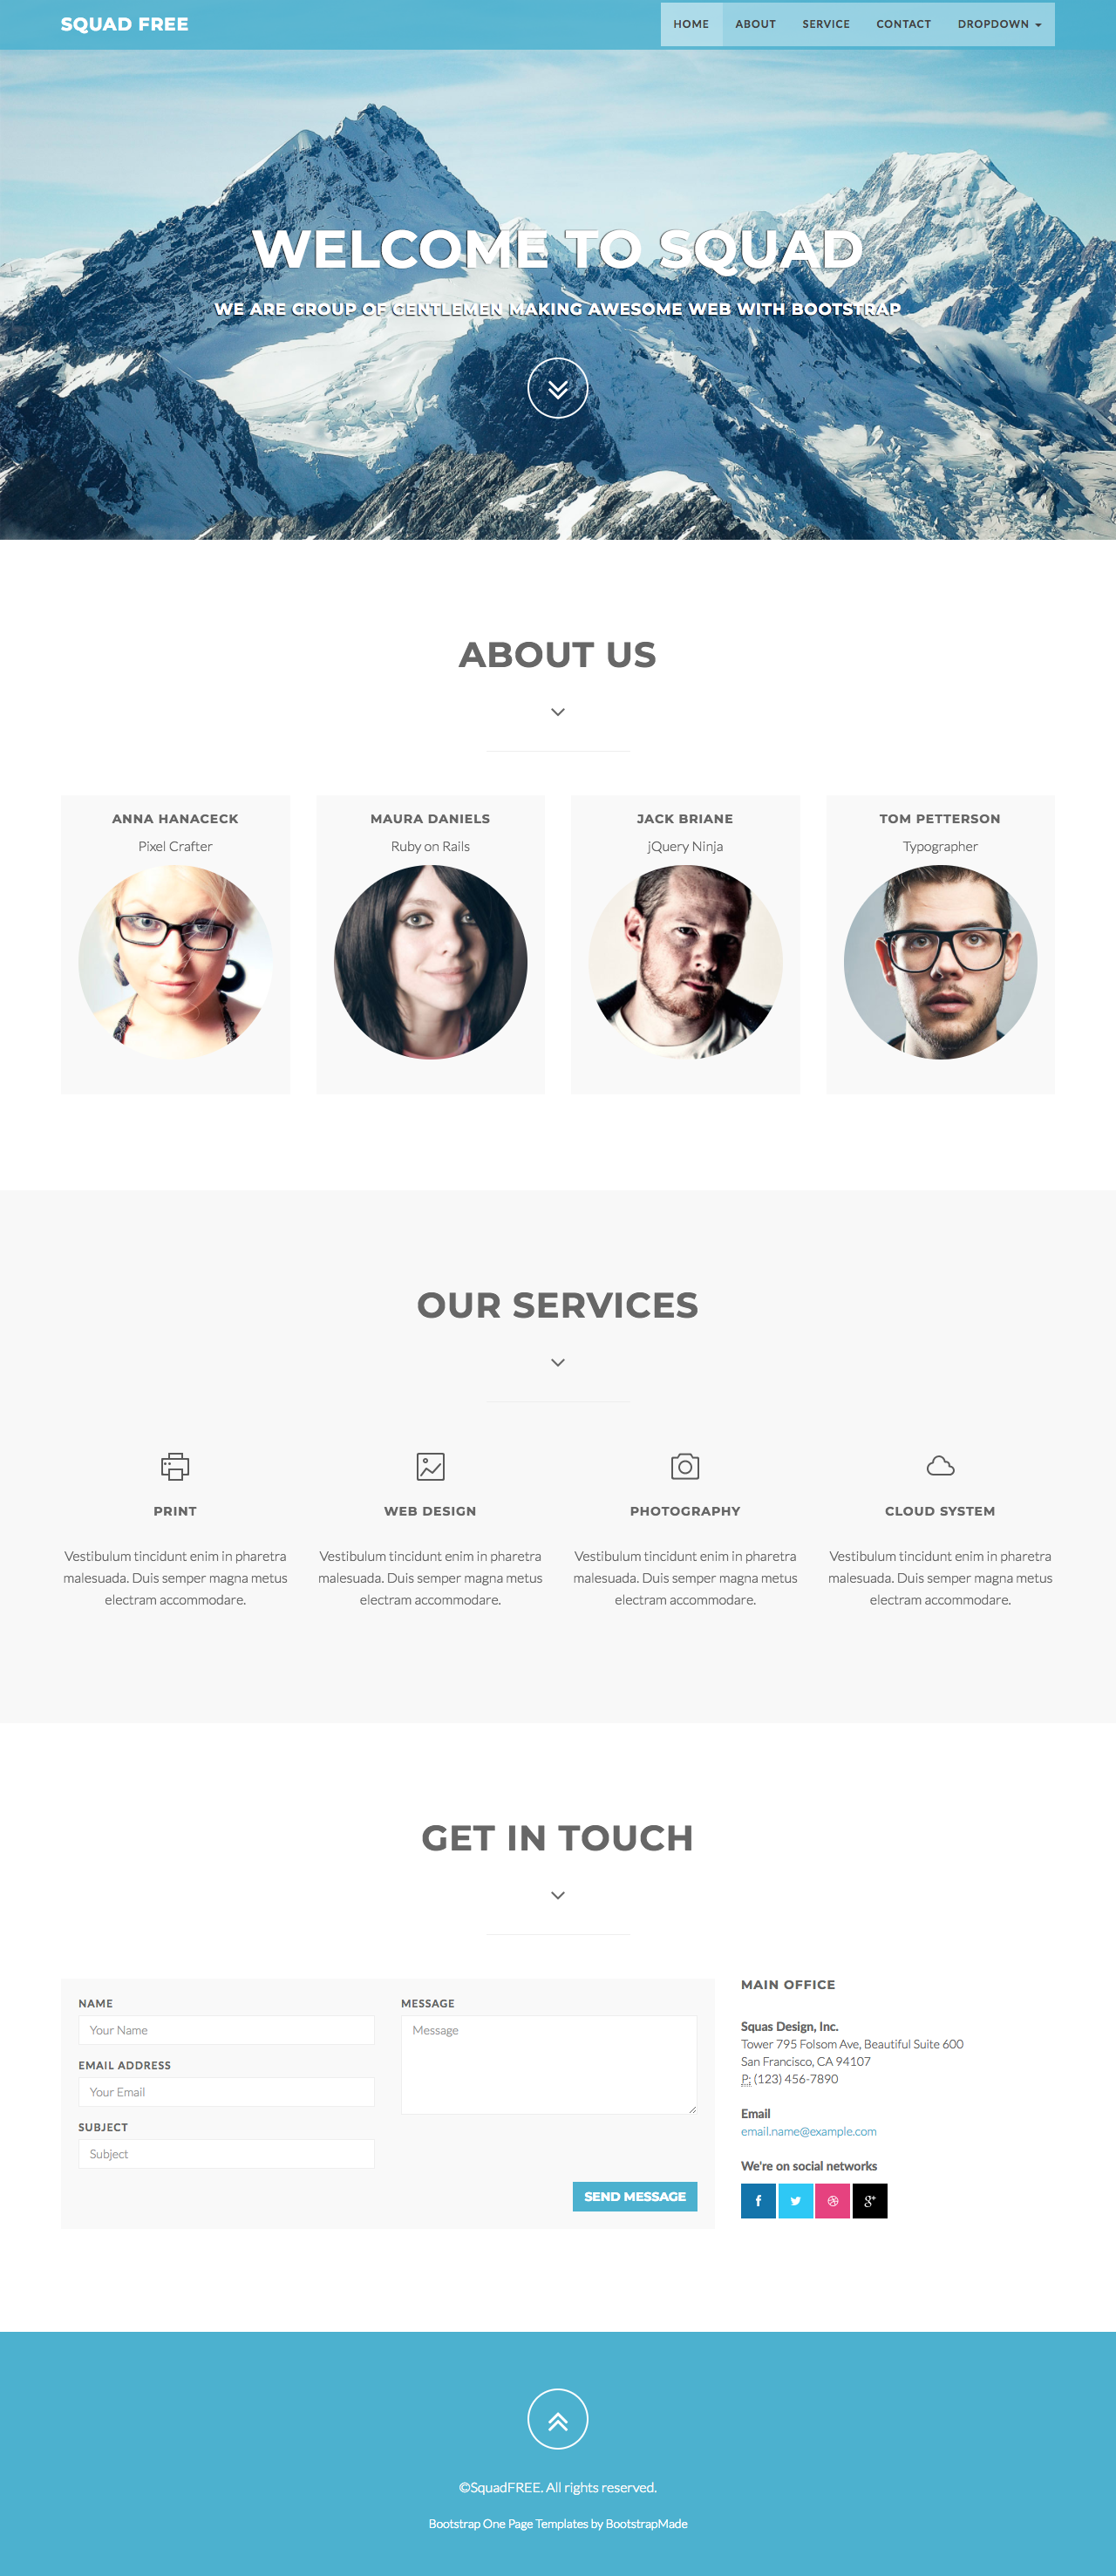 SQUAD FREE
HOME ABOUT SERVICE CONTACT DROPDOWN
WELCOME TO SQUAD
WE ARE GROUP OF GENTLEMEN MAKING AWESOME WEB WITH BOOTSTRAP
ABOUT US
ANNA HANACECK
Pixel Crafter
MAURA DANIELS
Ruby on Rails
JACK BRIANE
jQuery Ninja
TOM PETTERSON
Typographer
OUR SERVICES
PRINT
Vestibulum tincidunt enim in pharetra
malesuada. Duis semper magna metus
electram accommodare.
WEB DESIGN
Vestibulum tincidunt enim in pharetra
malesuada. Duis semper magna metus
electram accommodare.
PHOTOGRAPHY
Vestibulum tincidunt enim in pharetra
malesuada. Duis semper magna metus
electram accommodare.
CLOUD SYSTEM
Vestibulum tincidunt enim in pharetra
malesuada. Duis semper magna metus
electram accommodare.
GET IN TOUCH
NAME
Your Name
EMAIL ADDRESS
Your Email
SUBJECT
Subject
MESSAGE
Message
SEND MESSAGE
MAIN OFFICE
Squas Design, Inc.
Tower 795 Folsom Ave, Beautiful Suite 600
San Francisco, CA 94107
P: (123) 456-7890
Email
email.name@example.com
We're on social networks
f g+
©SquadFREE. All rights reserved.
Bootstrap One Page Templates by BootstrapMade